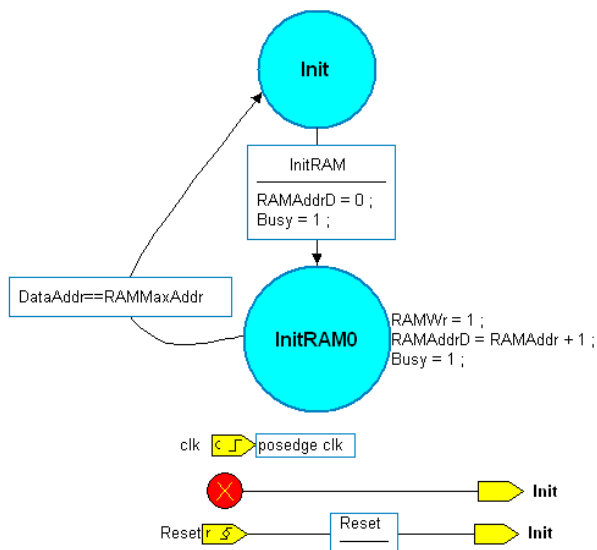 Init
InitRAM
RAMAddrD = 0 ;
Busy = 1 ;
DataAddr==RAMMaxAddr
InitRAM0
RAMWr = 1 ;
RAMAddrD = RAMAddr + 1 ;
Busy = 1 ;
clk c posedge clk
Init
Reset r Reset Init